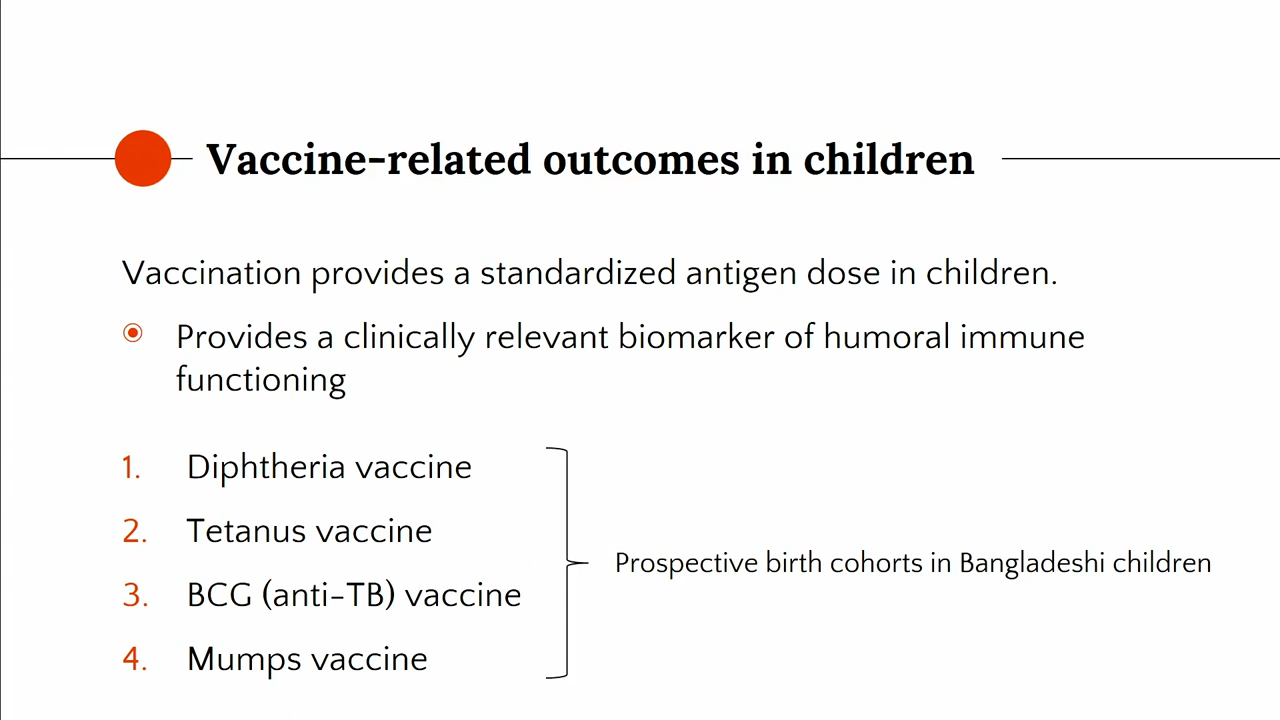 Vaccine-related outcomes in children
Vaccination provides a standardized antigen dose in children.
Provides a clinically relevant biomarker of humoral immune
functioning
1. Diphtheria vaccine
2. Tetanus vaccine
3. BCG (anti-TB) vaccine
4. Mumps vaccine
Prospective birth cohorts in Bangladeshi children